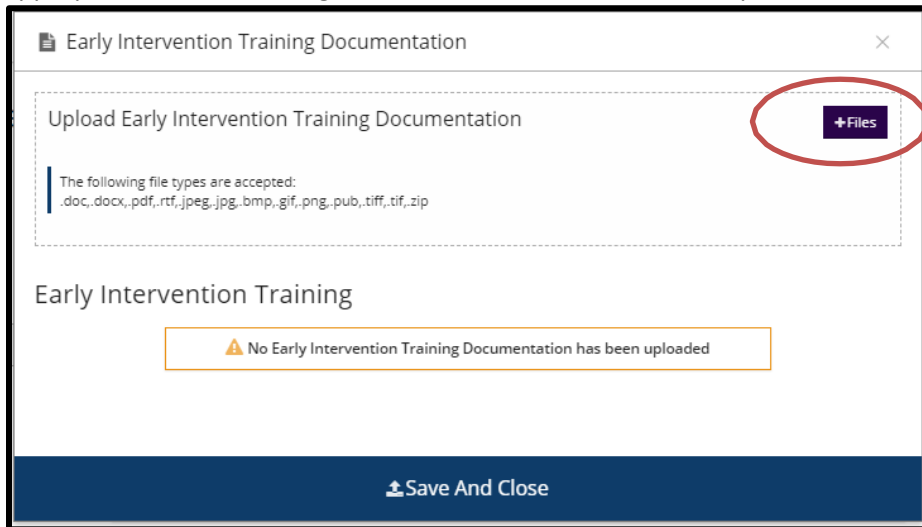 Early Intervention Training Documentation
Upload Early Intervention Training Documentation
+Files
The following file types are accepted:
.doc,.docx,.pdf,.rtf,.jpeg,.jpg,.bmp,.gif,.png,.pub,.tiff,.tif,.zip
Early Intervention Training
No Early Intervention Training Documentation has been uploaded
Save And Close